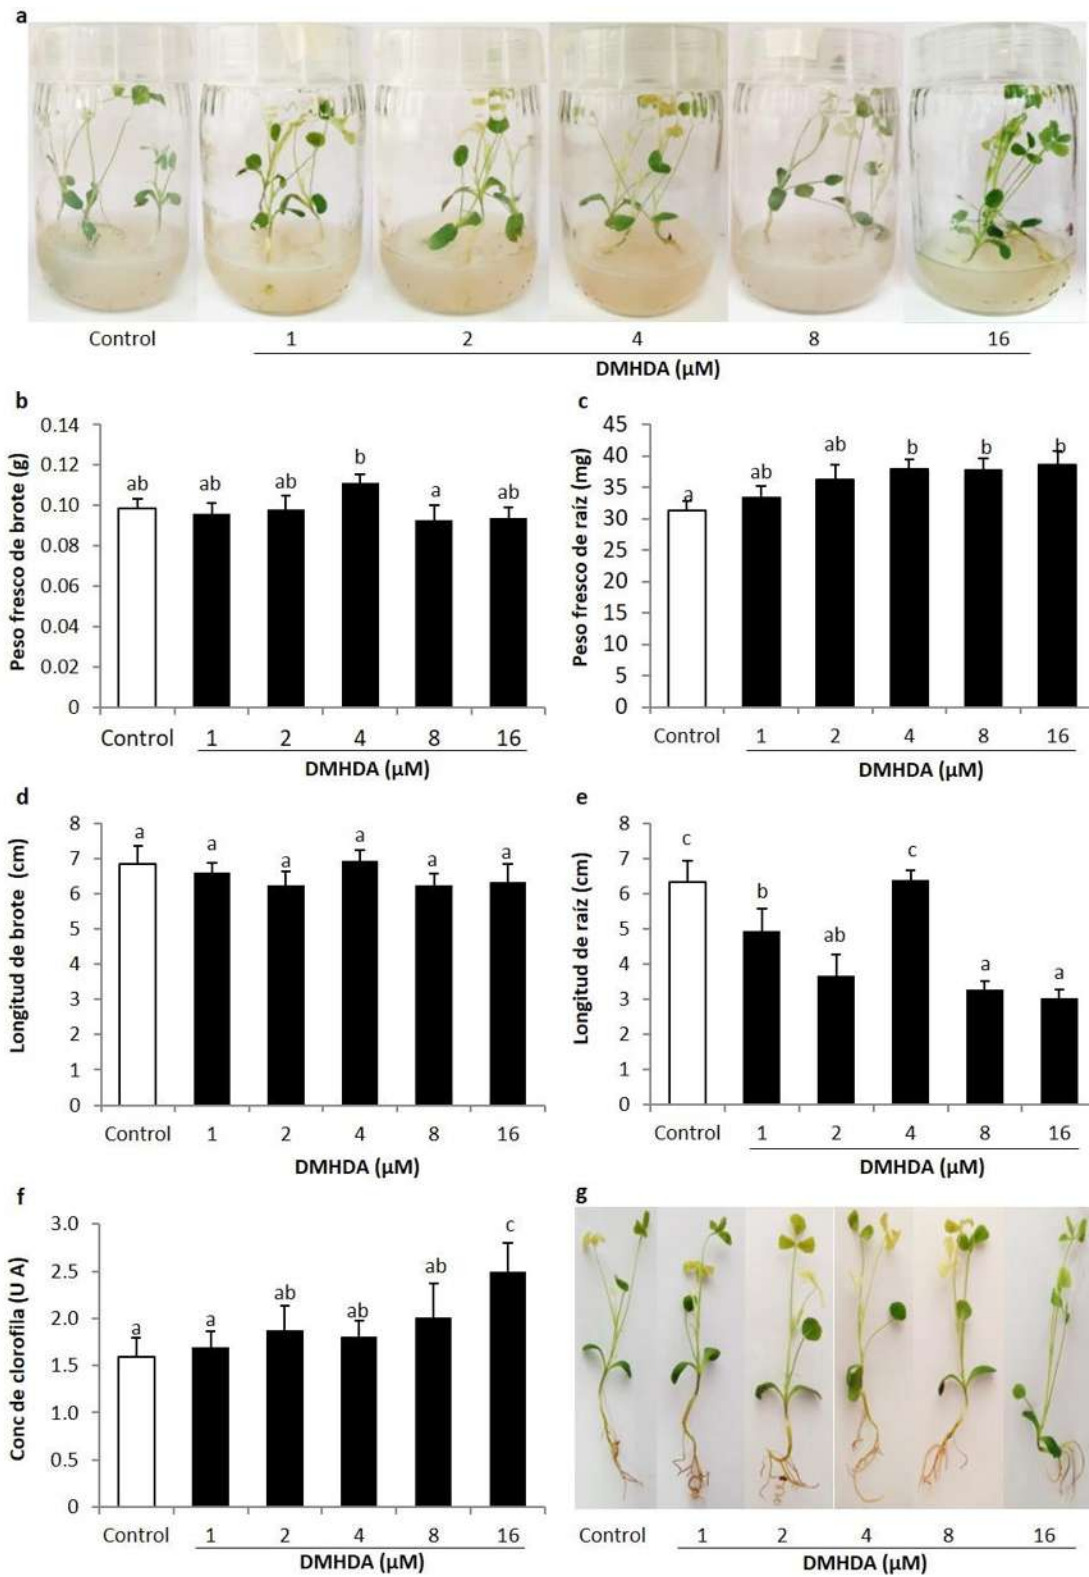 a
Control 1 2 4 8 16
DMHDA (µM)
b
Peso fresco de brote (g)
0.14
0.12
0.10
0.08
0.06
0.04
0.02
0
ab ab ab b a ab
Control 1 2 4 8 16
DMHDA (µM)
c
Peso fresco de raíz (mg)
45
40
35
30
25
20
15
10
5
0
a ab ab b b b
Control 1 2 4 8 16
DMHDA (µM)
d
Longitud de brote (cm)
8
7
6
5
4
3
2
1
0
a a a a a a
Control 1 2 4 8 16
DMHDA (µM)
e
Longitud de raíz (cm)
8
7
6
5
4
3
2
1
0
c b ab c a a
Control 1 2 4 8 16
DMHDA (µM)
f
Conc de clorofila (U A)
3.0
2.5
2.0
1.5
1.0
0.5
0
a a ab ab ab c
Control 1 2 4 8 16
DMHDA (µM)
g
Control 1 2 4 8 16
DMHDA (µM)